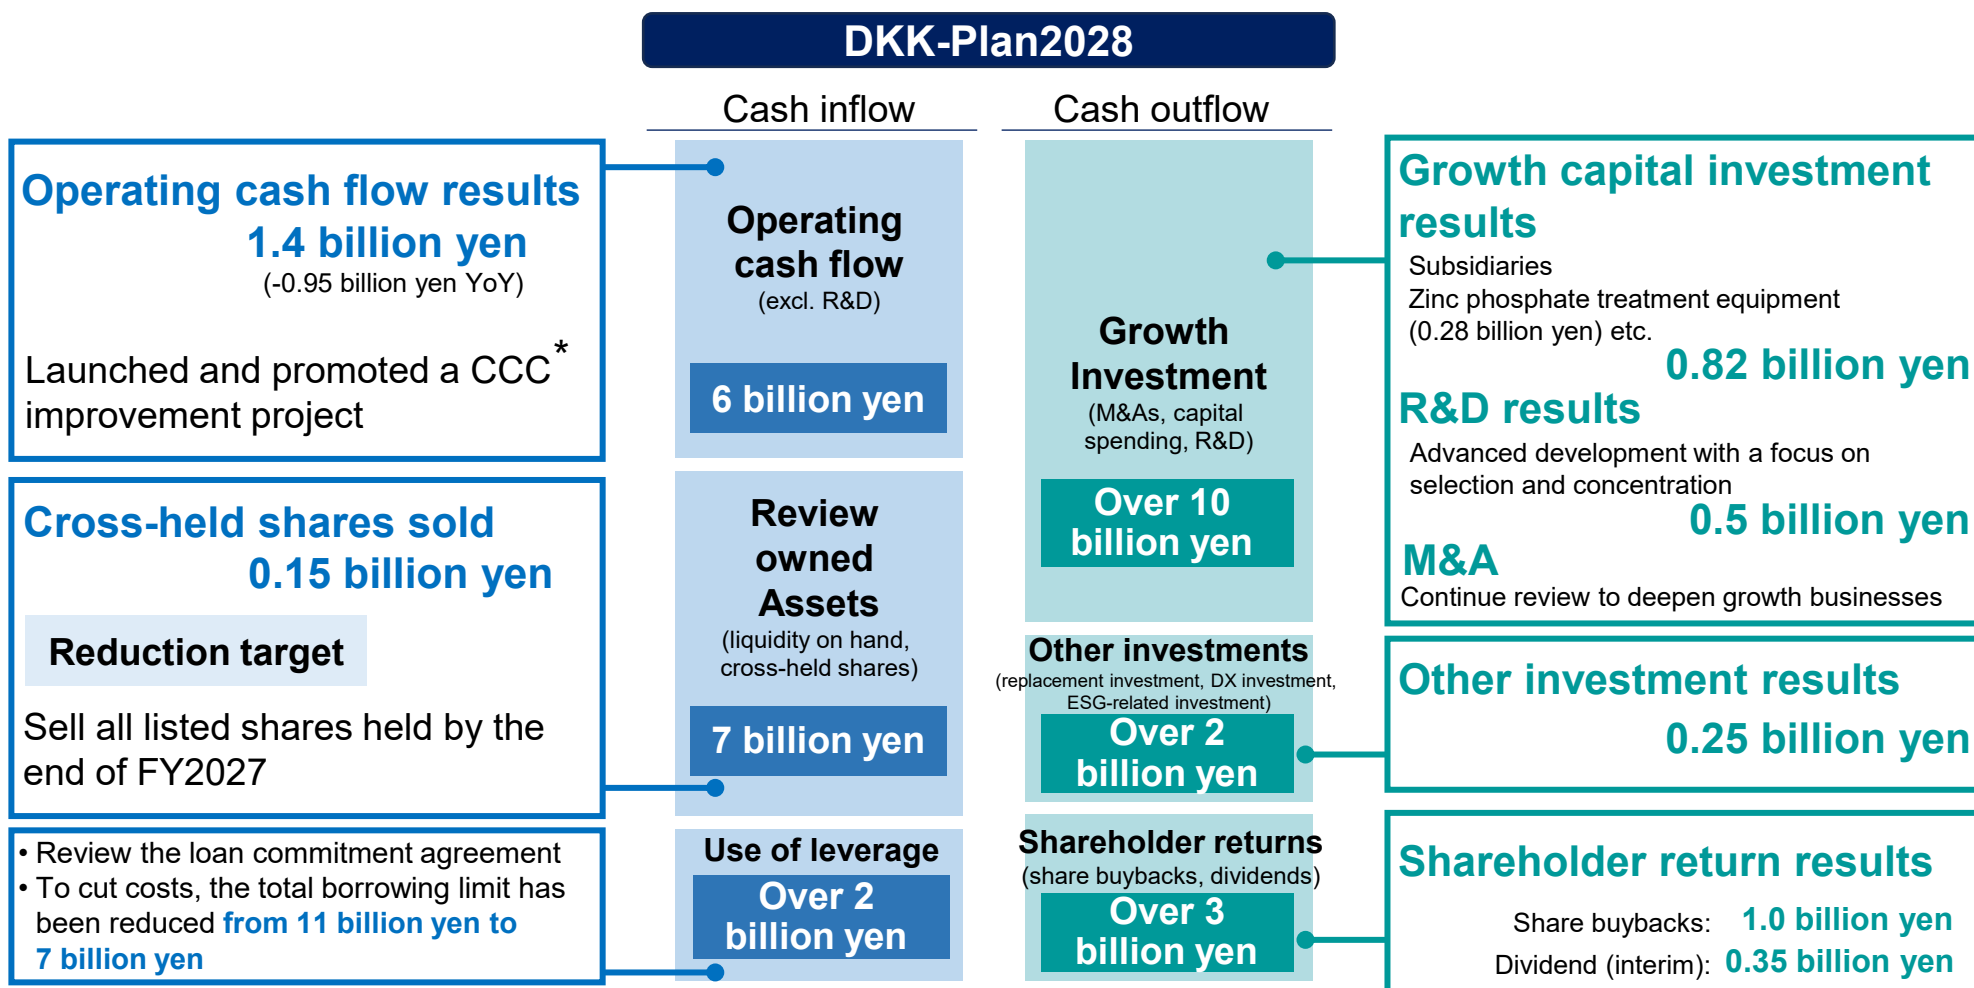 DKK-Plan2028
Cash inflow
Cash outflow
Operating cash flow results
1.4 billion yen
(-0.95 billion yen YoY)
Launched and promoted a CCC*
improvement project
Cross-held shares sold
0.15 billion yen
Reduction target
Sell all listed shares held by the
end of FY2027
• Review the loan commitment agreement
• To cut costs, the total borrowing limit has
been reduced from 11 billion yen to
7 billion yen
Operating
cash flow
(excl. R&D)
6 billion yen
Review
owned
Assets
(liquidity on hand,
cross-held shares)
7 billion yen
Use of leverage
Over 2
billion yen
Growth
Investment
(M&As, capital
spending, R&D)
Over 10
billion yen
Other investments
(replacement investment, DX investment,
ESG-related investment)
Over 2
billion yen
Shareholder returns
(share buybacks, dividends)
Over 3
billion yen
Growth capital investment
results
Subsidiaries
Zinc phosphate treatment equipment
(0.28 billion yen) etc.
0.82 billion yen
R&D results
Advanced development with a focus on
selection and concentration
0.5 billion yen
M&A
Continue review to deepen growth businesses
Other investment results
0.25 billion yen
Shareholder return results
Share buybacks: 1.0 billion yen
Dividend (interim): 0.35 billion yen